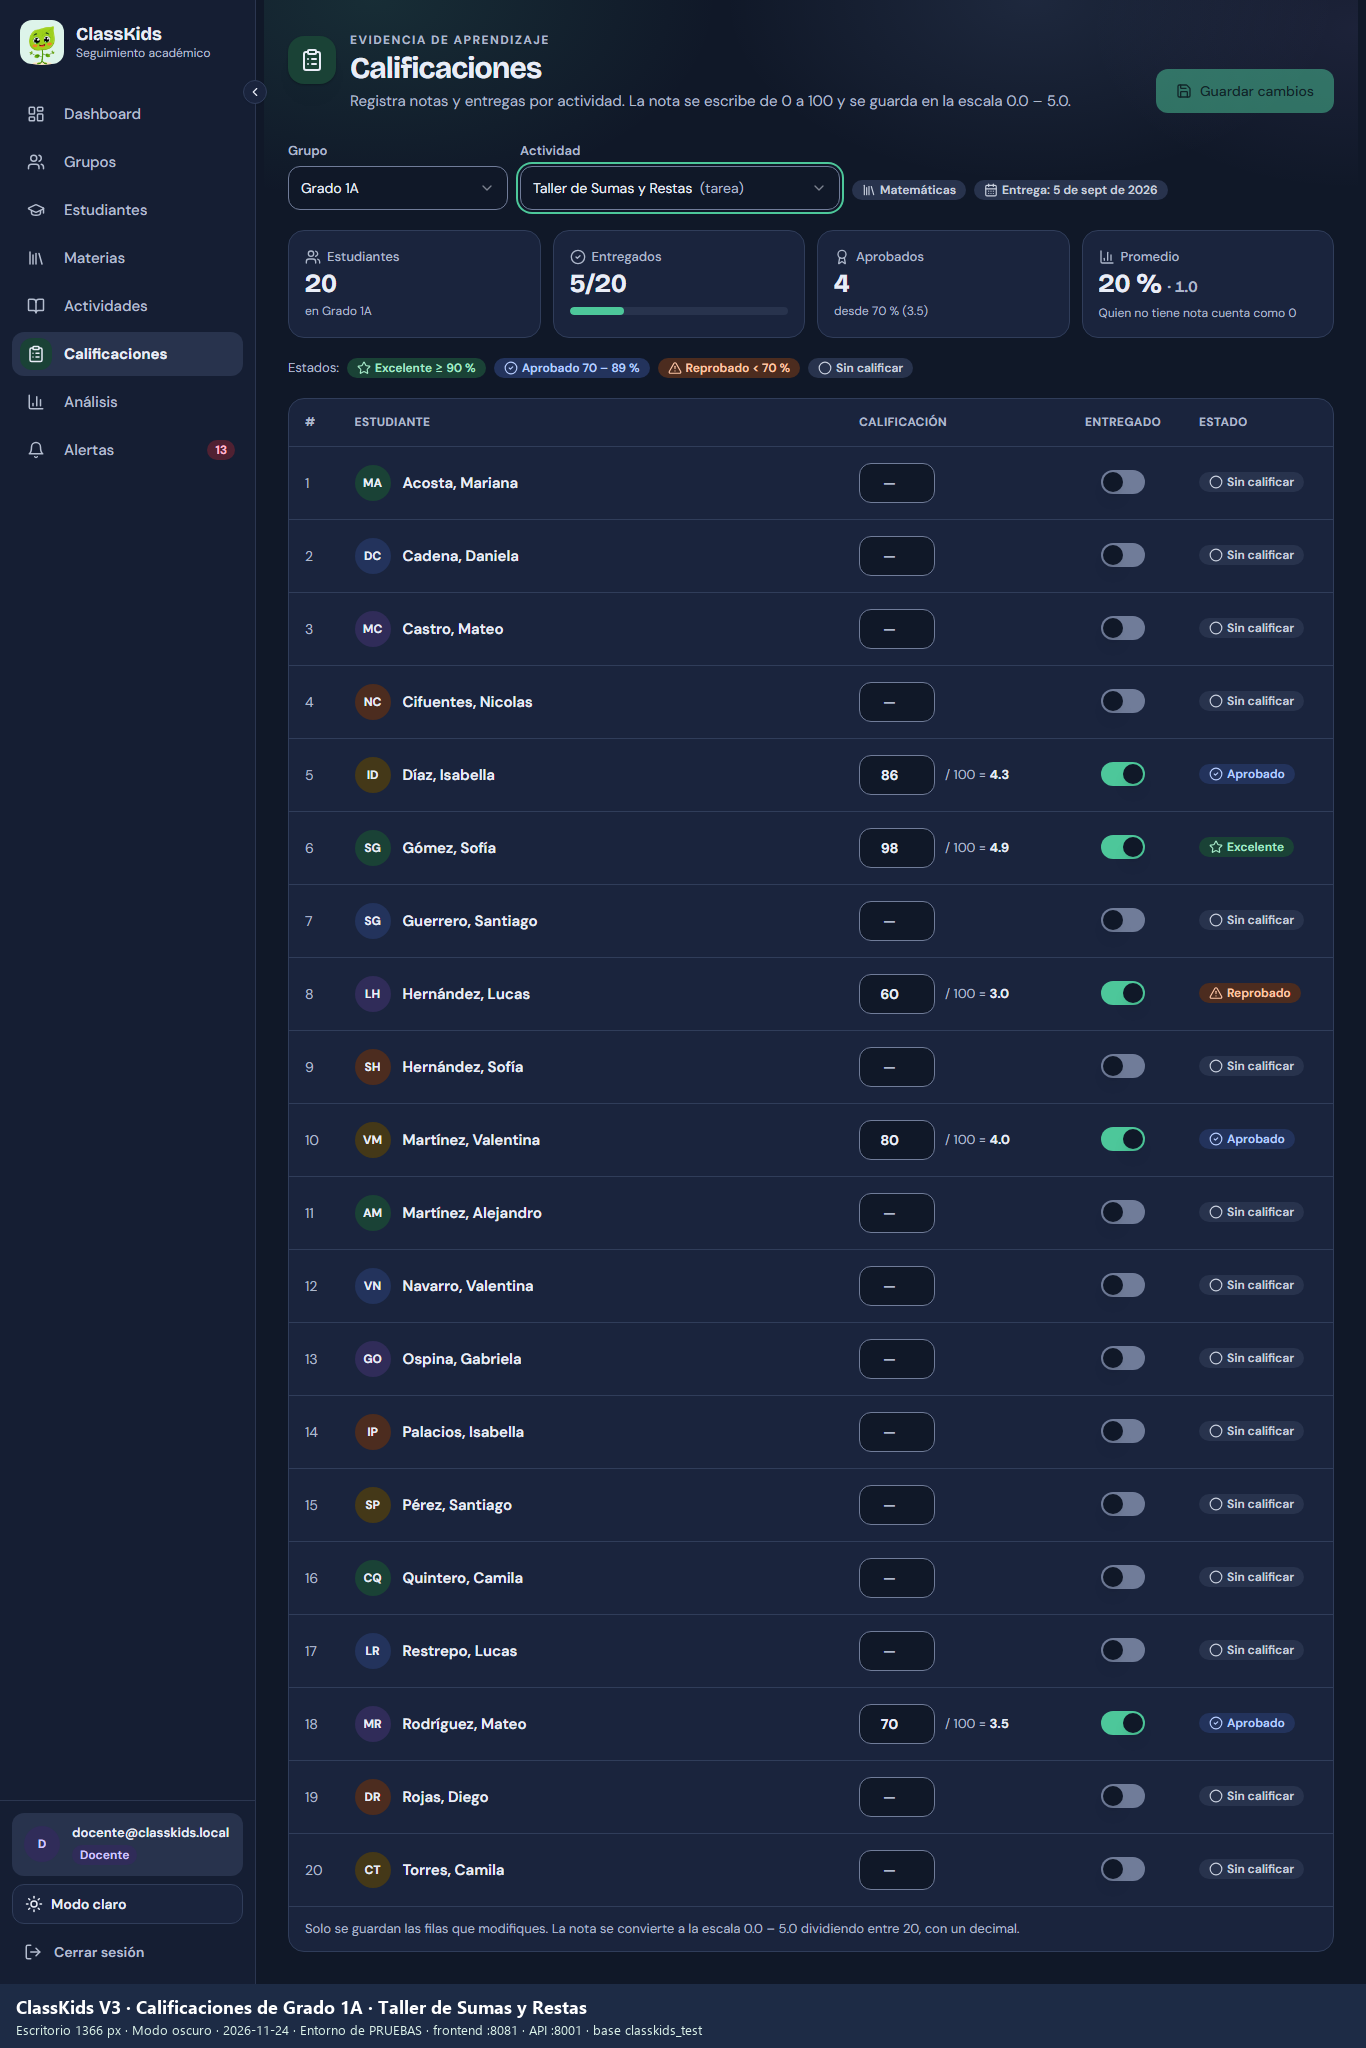 ClassKids
Seguimiento académico
Dashboard
Grupos
Estudiantes
Materias
Actividades
Calificaciones
Análisis
Alertas 13
D docente@classkids.local
Docente
Modo claro
Cerrar sesión
EVIDENCIA DE APRENDIZAJE
Calificaciones
Registra notas y entregas por actividad. La nota se escribe de 0 a 100 y se guarda en la escala 0.0 – 5.0.
Guardar cambios
Grupo
Grado 1A
Actividad
Taller de Sumas y Restas (tarea)
Matemáticas
Entrega: 5 de sept de 2026
Estudiantes
20
en Grado 1A
Entregados
5/20
Aprobados
4
desde 70 % (3.5)
Promedio
20 % · 1.0
Quien no tiene nota cuenta como 0
Estados: Excelente ≥ 90 % Aprobado 70 – 89 % Reprobado < 70 % Sin calificar
# ESTUDIANTE CALIFICACIÓN ENTREGADO ESTADO
1 MA Acosta, Mariana — Sin calificar
2 DC Cadena, Daniela — Sin calificar
3 MC Castro, Mateo — Sin calificar
4 NC Cifuentes, Nicolas — Sin calificar
5 ID Díaz, Isabella 86 / 100 = 4.3 Aprobado
6 SG Gómez, Sofía 98 / 100 = 4.9 Excelente
7 SG Guerrero, Santiago — Sin calificar
8 LH Hernández, Lucas 60 / 100 = 3.0 Reprobado
9 SH Hernández, Sofía — Sin calificar
10 VM Martínez, Valentina 80 / 100 = 4.0 Aprobado
11 AM Martínez, Alejandro — Sin calificar
12 VN Navarro, Valentina — Sin calificar
13 GO Ospina, Gabriela — Sin calificar
14 IP Palacios, Isabella — Sin calificar
15 SP Pérez, Santiago — Sin calificar
16 CQ Quintero, Camila — Sin calificar
17 LR Restrepo, Lucas — Sin calificar
18 MR Rodríguez, Mateo 70 / 100 = 3.5 Aprobado
19 DR Rojas, Diego — Sin calificar
20 CT Torres, Camila — Sin calificar
Solo se guardan las filas que modifiques. La nota se convierte a la escala 0.0 – 5.0 dividiendo entre 20, con un decimal.
ClassKids V3 · Calificaciones de Grado 1A · Taller de Sumas y Restas
Escritorio 1366 px · Modo oscuro · 2026-11-24 · Entorno de PRUEBAS · frontend :8081 · API :8001 · base classkids_test